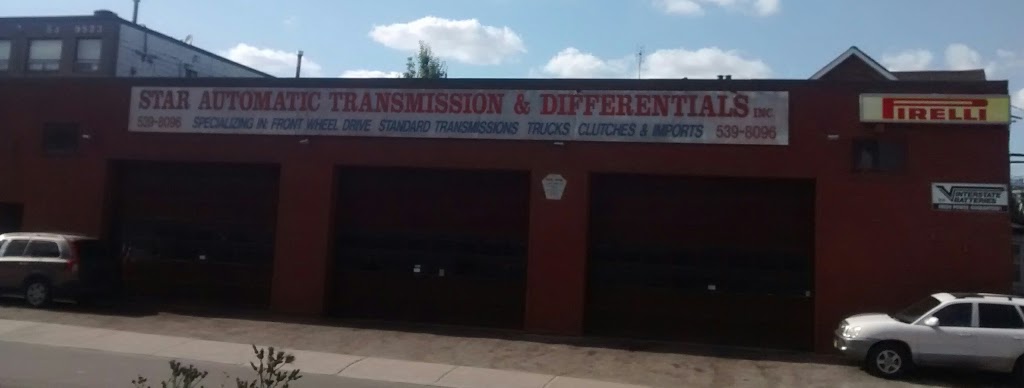 STAR AUTOMATIC TRANSMISSION & DIFFERENTIALS INC.
539-8096 SPECIALIZING IN: FRONT WHEEL DRIVE STANDARD TRANSMISSIONS TRUCKS CLUTCHES & IMPORTS 539-8096
PIRELLI
INTERSTATE
BATTERIES